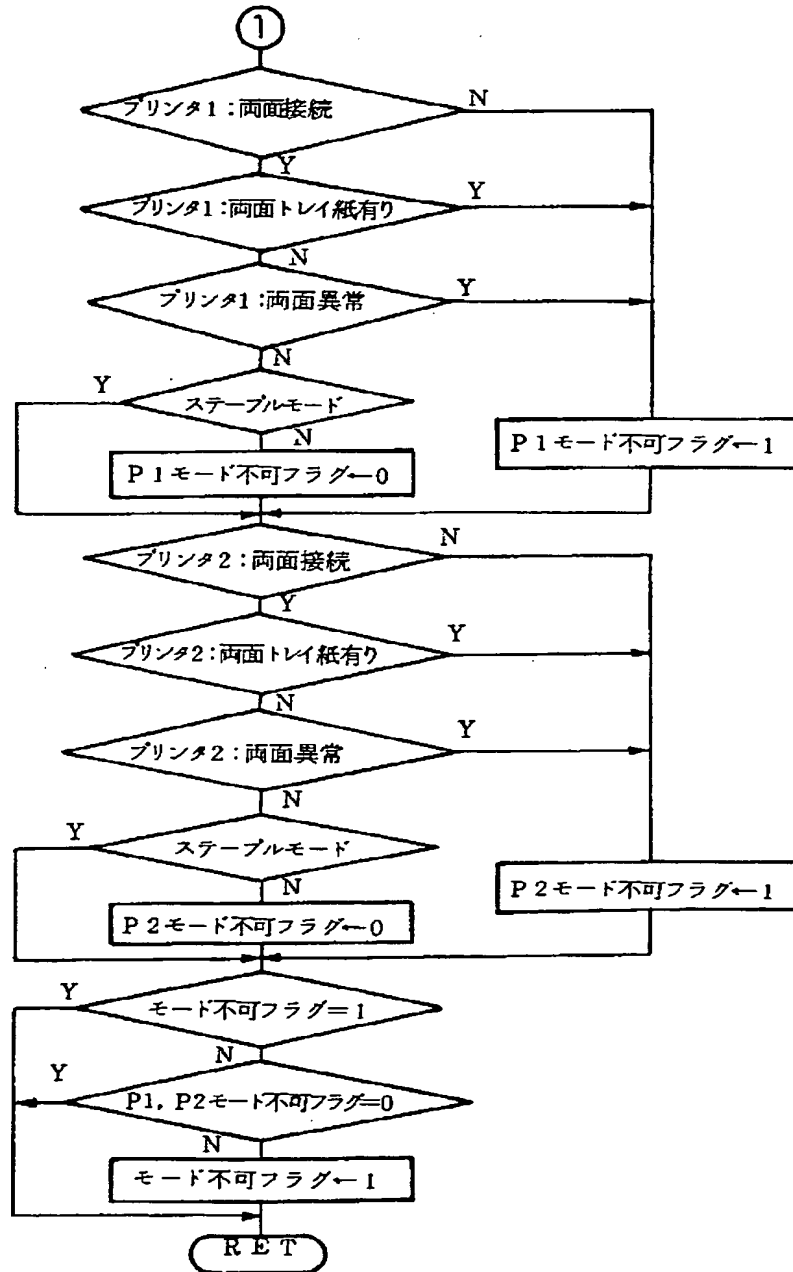 1
プリンタ1：両面接続
N
Y
プリンタ1：両面トレイ紙有り
Y
N
プリンタ1：両面異常
Y
N
Y
ステープルモード
N
P1モード不可フラグ←1
P1モード不可フラグ←0
N
プリンタ2：両面接続
Y
プリンタ2：両面トレイ紙有り
Y
N
プリンタ2：両面異常
Y
N
Y
ステープルモード
N
P2モード不可フラグ←1
P2モード不可フラグ←0
Y
モード不可フラグ=1
N
Y
P1, P2モード不可フラグ=0
N
モード不可フラグ←1
RET